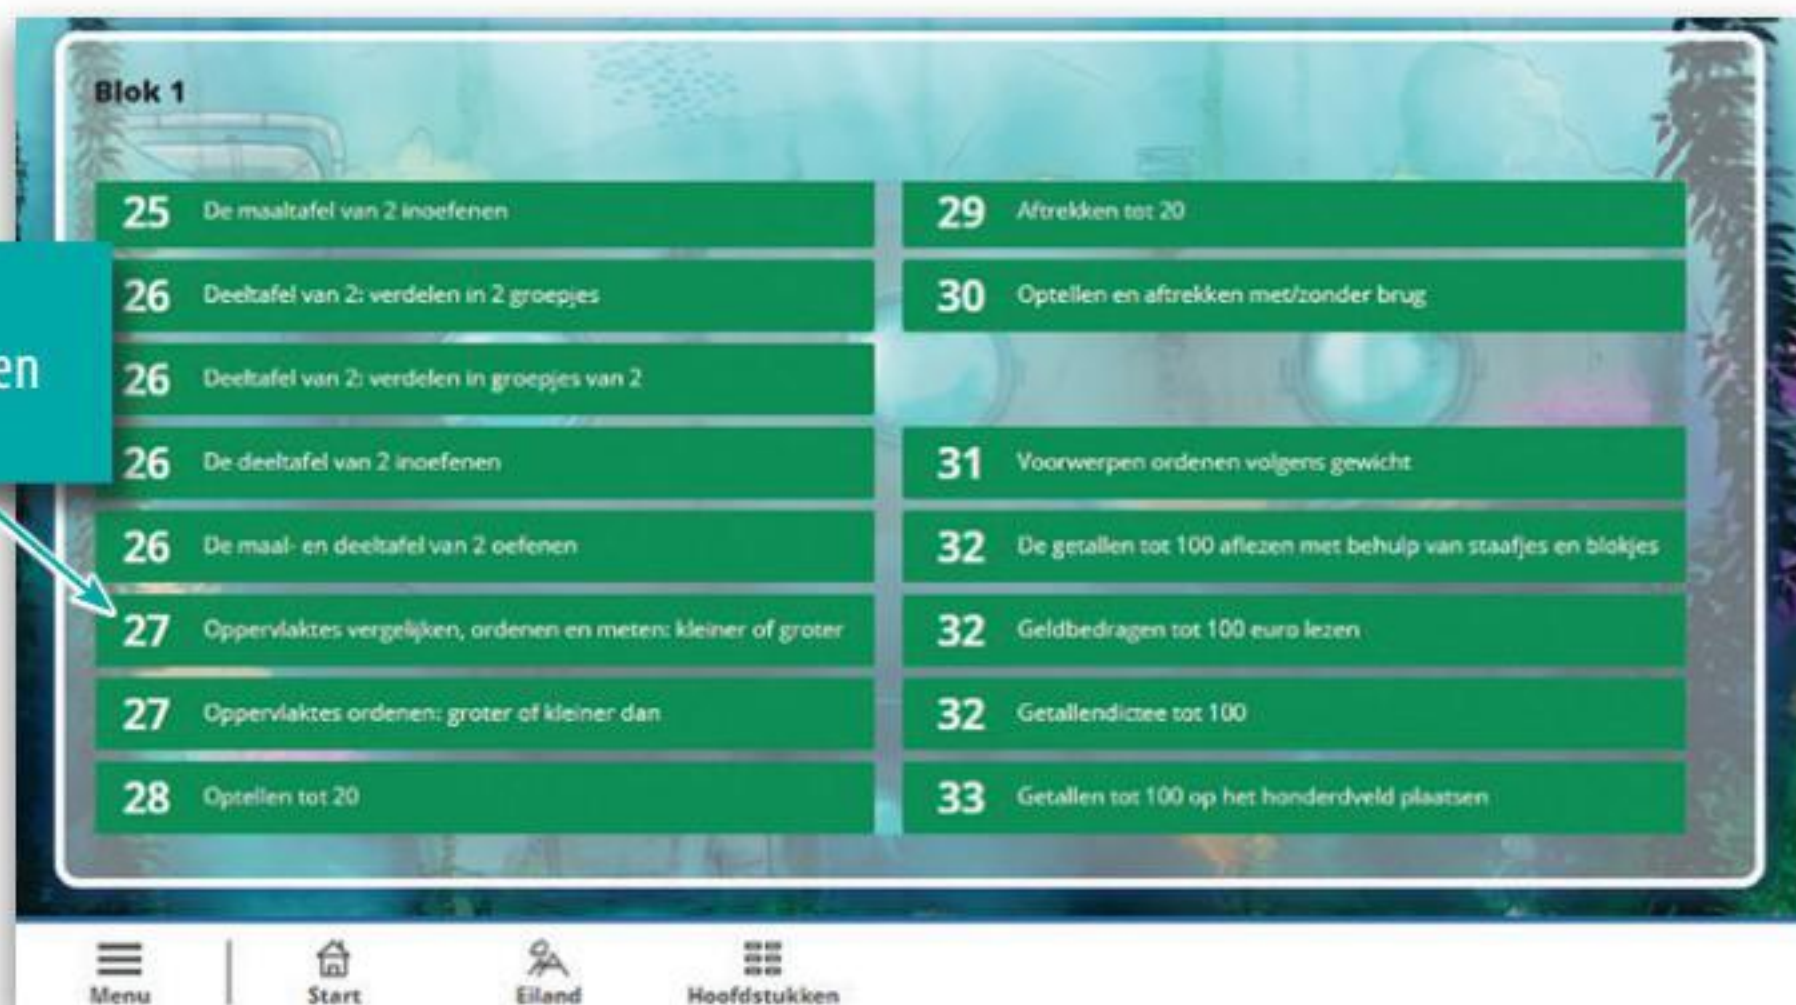 Blok 1
25 De maaltafel van 2 inoefenen
26 Deeltafel van 2: verdelen in 2 groepjes
26 Deeltafel van 2: verdelen in groepjes van 2
26 De deeltafel van 2 inoefenen
26 De maal- en deeltafel van 2 oefenen
27 Oppervlaktes vergelijken, ordenen en meten: kleiner of groter
27 Oppervlaktes ordenen: groter of kleiner dan
28 Optellen tot 20
29 Aftrekken tot 20
30 Optellen en aftrekken met/zonder brug
31 Voorwerpen ordenen volgens gewicht
32 De getallen tot 100 aflezen met behulp van staafjes en blokjes
32 Geldbedragen tot 100 euro lezen
32 Getallendictee tot 100
33 Getallen tot 100 op het honderdveld plaatsen
en
Menu
Start
Eiland
Hoofdstukken